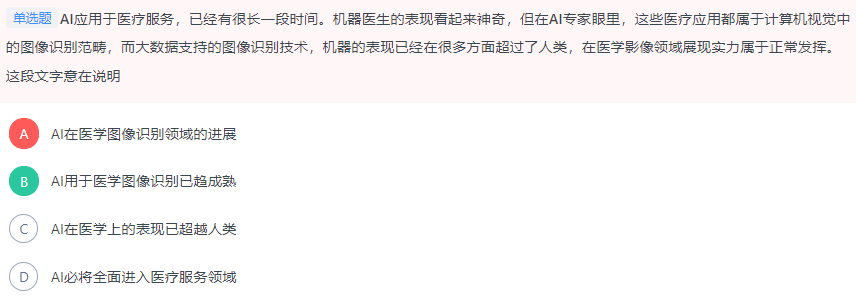 单选题 AI应用于医疗服务，已经有很长一段时间。机器医生的表现看起来神奇，但在AI专家眼里，这些医疗应用都属于计算机视觉中
的图像识别范畴，而大数据支持的图像识别技术，机器的表现已经在很多方面超过了人类，在医学影像领域展现实力属于正常发挥。
这段文字意在说明
A AI在医学图像识别领域的进展
B AI用于医学图像识别已趋成熟
C AI在医学上的表现已超越人类
D AI必将全面进入医疗服务领域